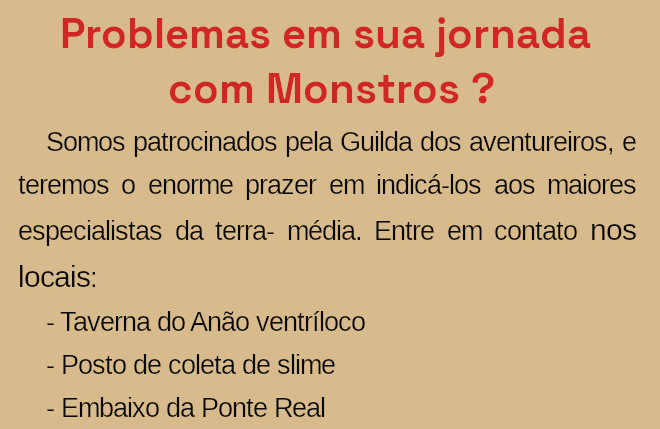 Problemas em sua jornada
com Monstros ?
Somos patrocinados pela Guilda dos aventureiros, e
teremos o enorme prazer em indicá-los aos maiores
especialistas da terra- média. Entre em contato nos
locais:
- Taverna do Anão ventríloco
- Posto de coleta de slime
- Embaixo da Ponte Real